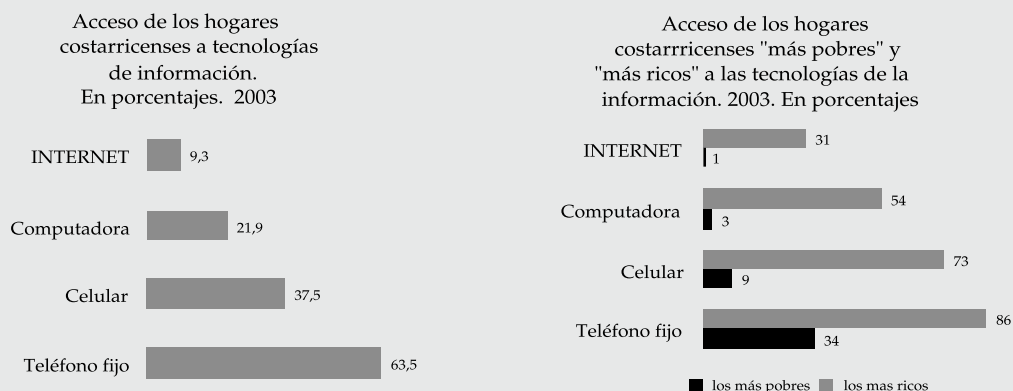 Acceso de los hogares
costarricenses a tecnologías
de información.
En porcentajes. 2003
INTERNET 9,3
Computadora 21,9
Celular 37,5
Teléfono fijo 63,5
Acceso de los hogares
costarrricenses "más pobres" y
"más ricos" a las tecnologías de la
información. 2003. En porcentajes
INTERNET 31
1
Computadora 54
3
Celular 73
9
Teléfono fijo 86
34
los más pobres los mas ricos